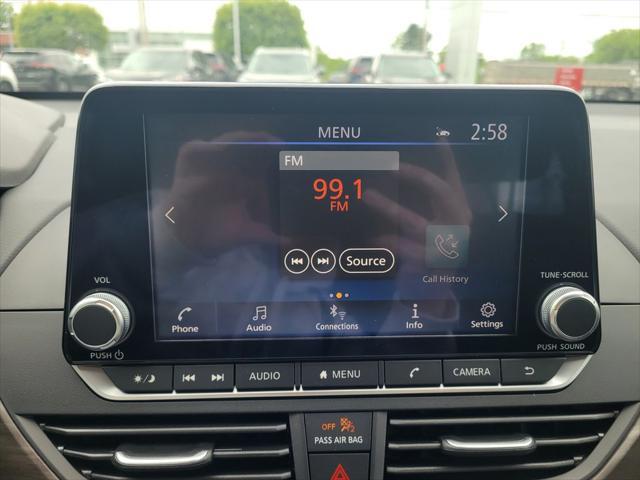 MENU 2:58
FM
99.1
FM
Source
Call History
VOL
TUNE·SCROLL
Phone Audio Connections Info Settings
PUSH
PUSH SOUND
AUDIO MENU CAMERA
OFF 2
PASS AIR BAG